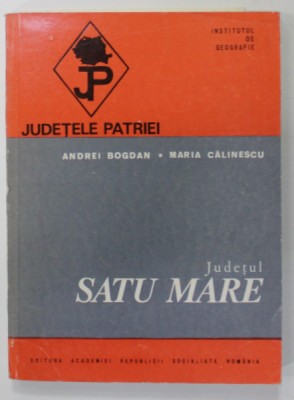 INSTITUTUL
DE
GEOGRAFIE
JP
JUDEȚELE PATRIEI
ANDREI BOGDAN • MARIA CĂLINESCU
Județul
SATU MARE
EDITURA ACADEMIEI REPUBLICII SOCIALISTE ROMÂNIA